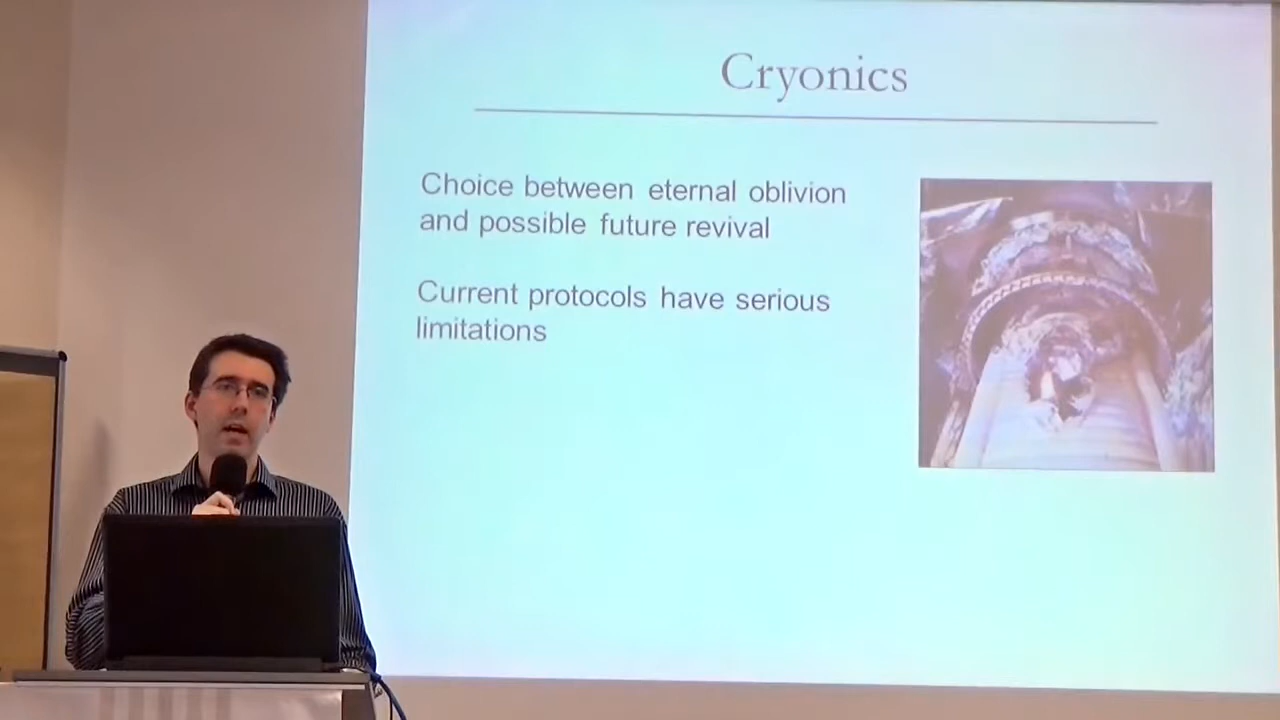 Cryonics
Choice between eternal oblivion
and possible future revival
Current protocols have serious
limitations